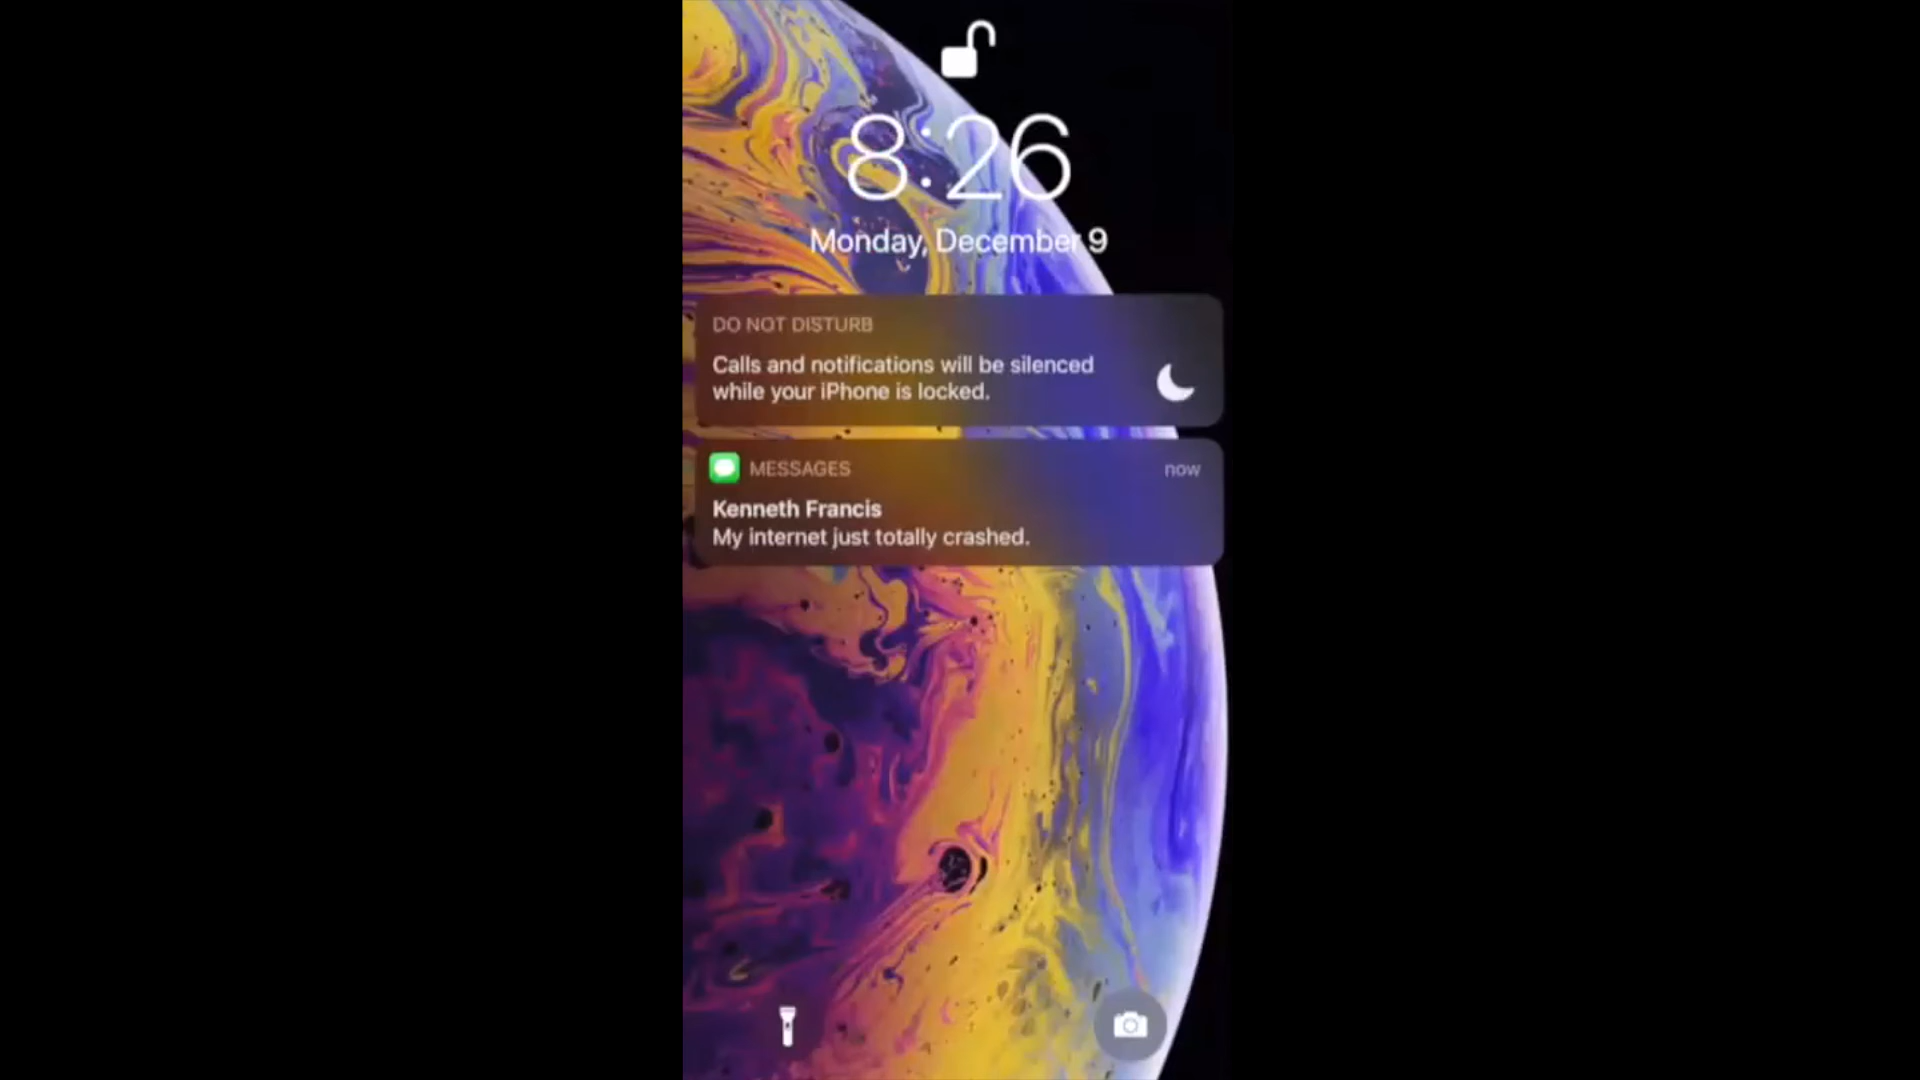 8:26
Monday, December 9
DO NOT DISTURB
Calls and notifications will be silenced
while your iPhone is locked.
MESSAGES now
Kenneth Francis
My internet just totally crashed.